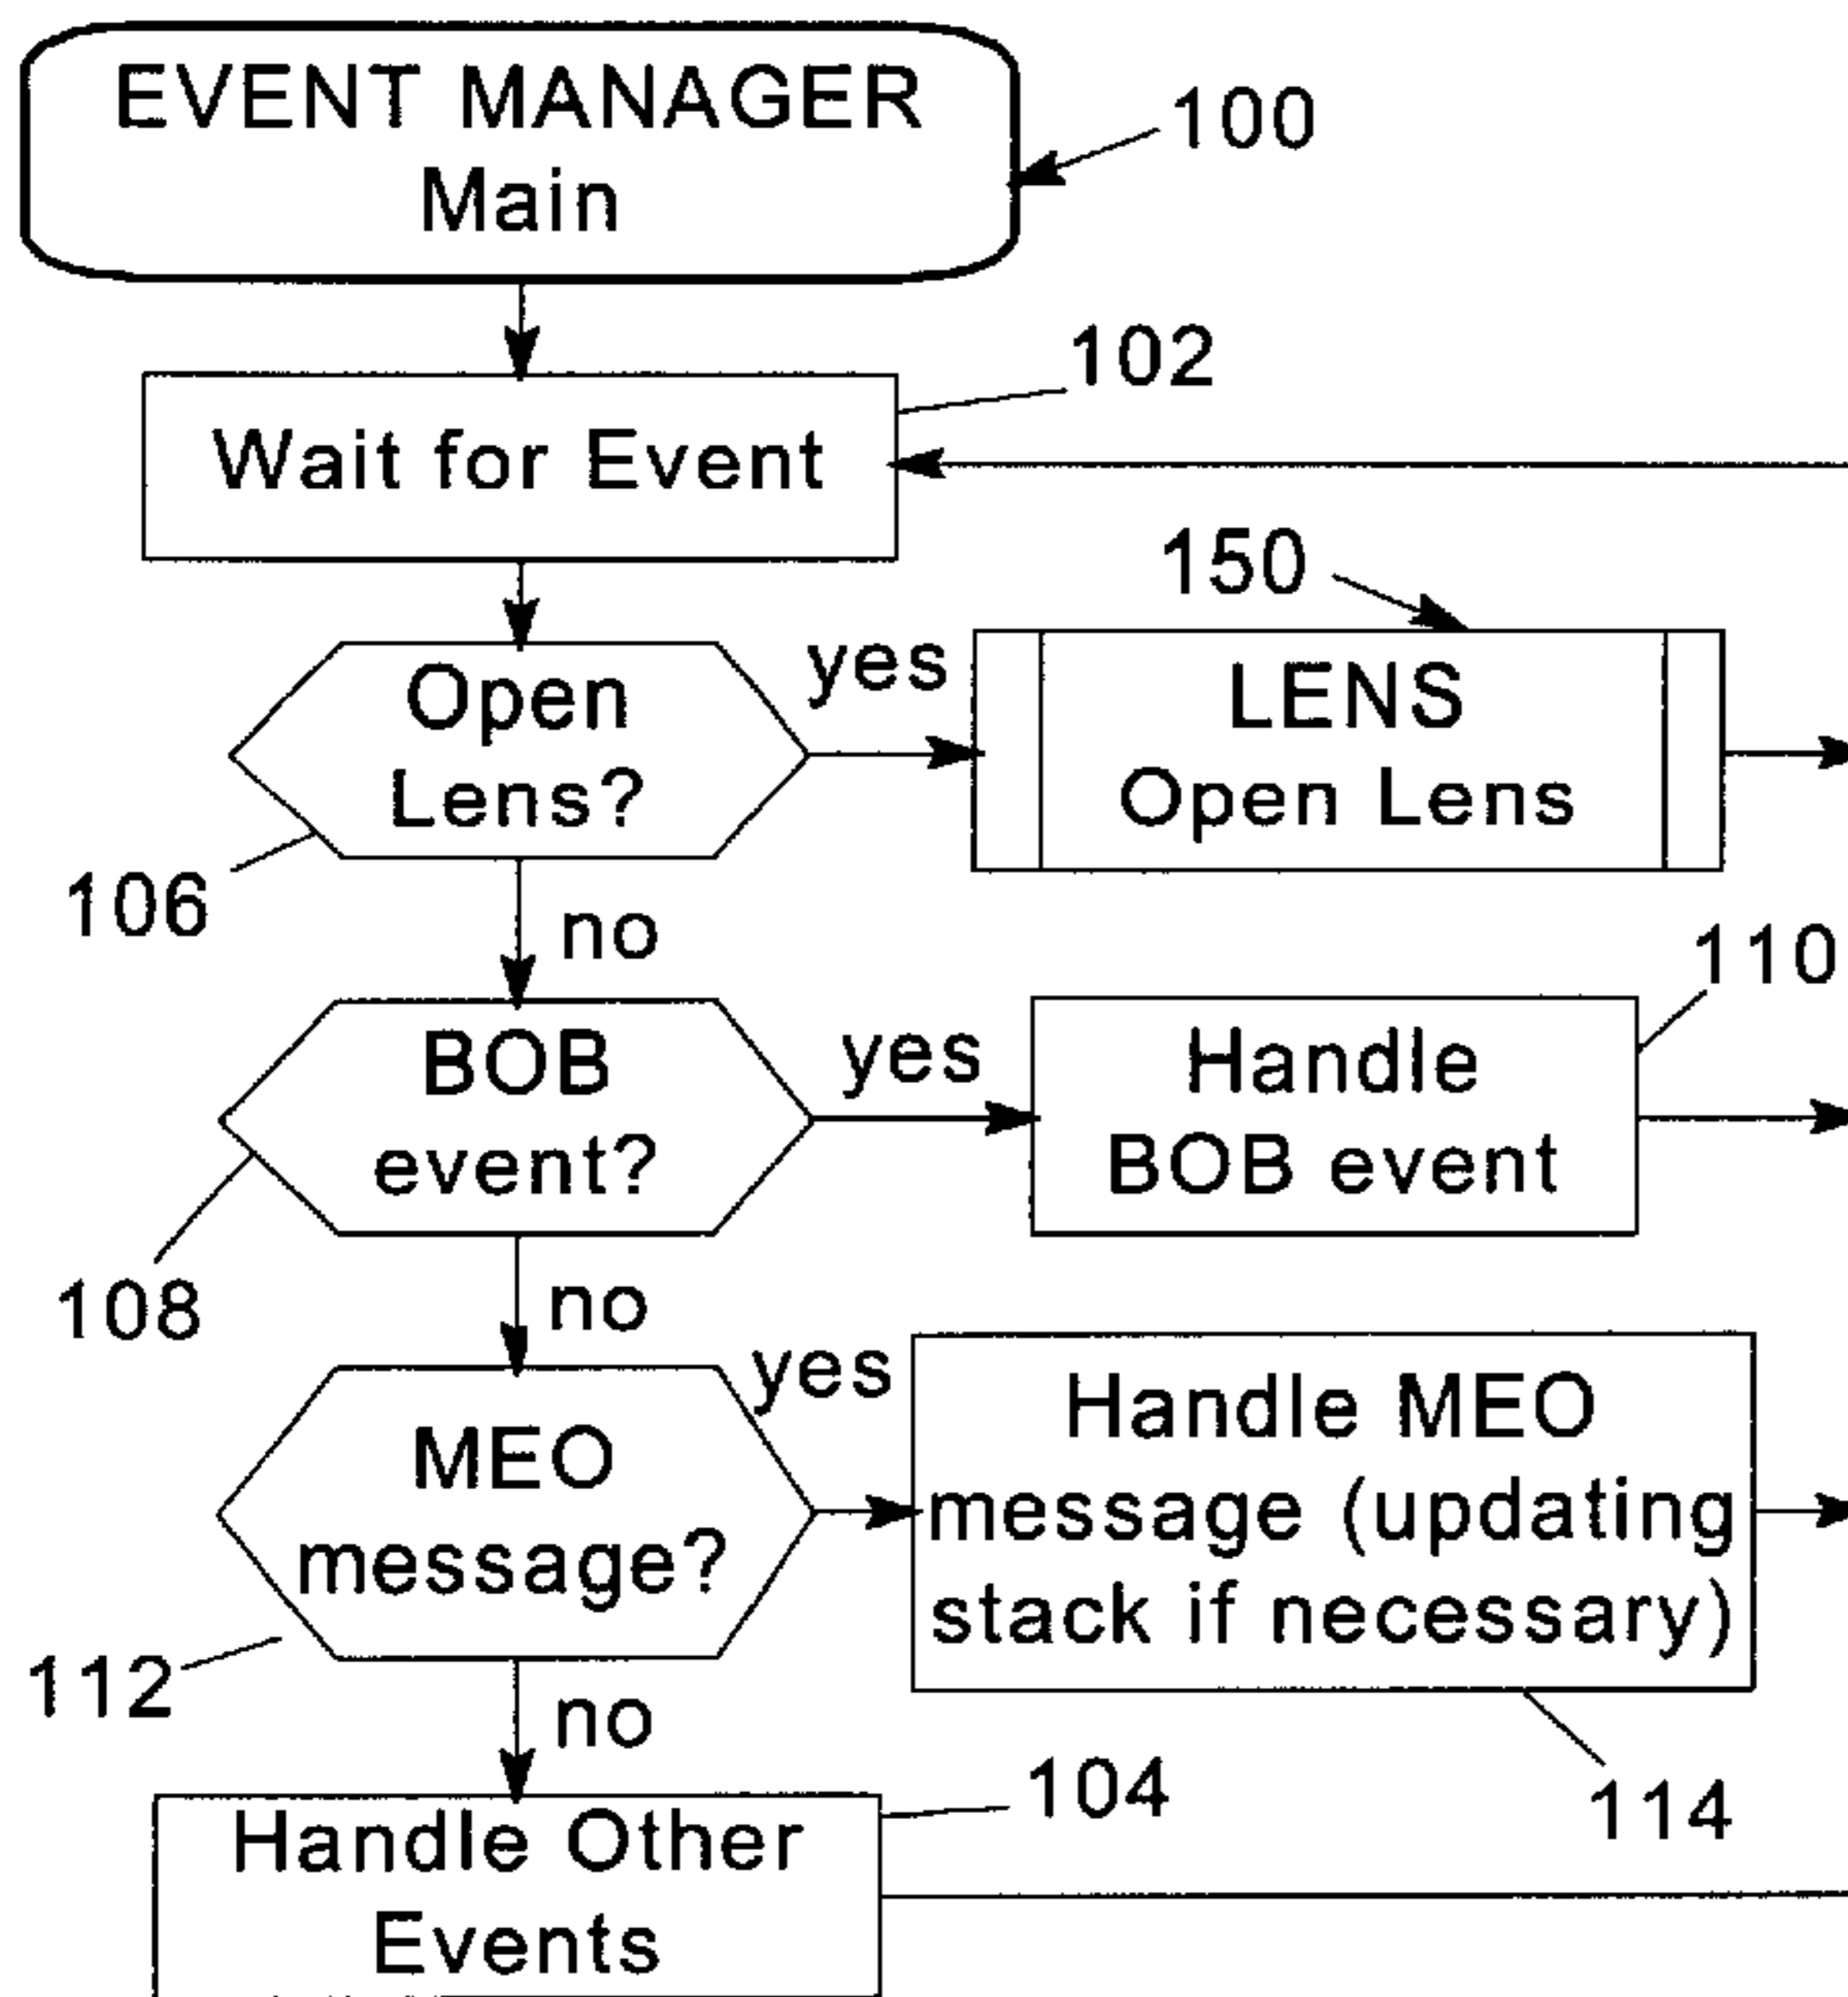 EVENT MANAGER
Main
100
102
Wait for Event
150
Open
Lens?
yes
LENS
Open Lens
106
no
110
BOB
event?
yes
Handle
BOB event
108
no
yes
MEO
message?
Handle MEO
message (updating
stack if necessary)
112
no
104
114
Handle Other
Events